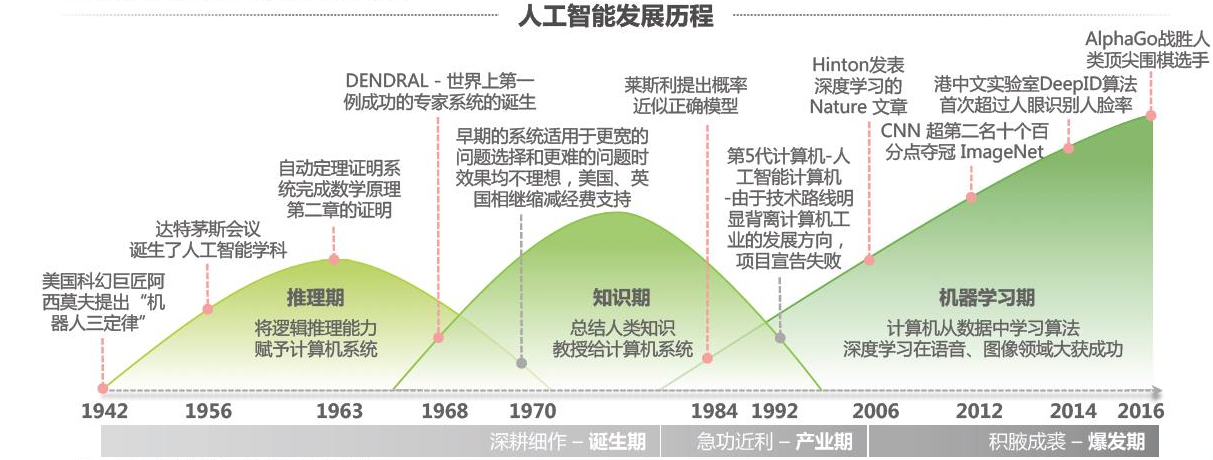 人工智能发展历程
美国科幻巨匠阿
西莫夫提出“机
器人三定律”
达特茅斯会议
诞生了人工智能学科
自动定理证明系
统完成数学原理
第二章的证明
DENDRAL - 世界上第一
例成功的专家系统的诞生
早期的系统适用于更宽的
问题选择和更难的问题时
效果均不理想，美国、英
国相继缩减经费支持
莱斯利提出概率
近似正确模型
第5代计算机-人
工智能计算机
-由于技术路线明
显背离计算机工
业的发展方向，
项目宣告失败
Hinton发表
深度学习的
Nature 文章
CNN 超第二名十个百
分点夺冠 ImageNet
港中文实验室DeepID算法
首次超过人眼识别人脸率
AlphaGo战胜人
类顶尖围棋选手
推理期
将逻辑推理能力
赋予计算机系统
知识期
总结人类知识
教授给计算机系统
机器学习期
计算机从数据中学习算法
深度学习在语音、图像领域大获成功
1942 1956 1963 1968 1970 1984 1992 2006 2012 2014 2016
深耕细作 – 诞生期 急功近利 – 产业期 积腋成裘 – 爆发期